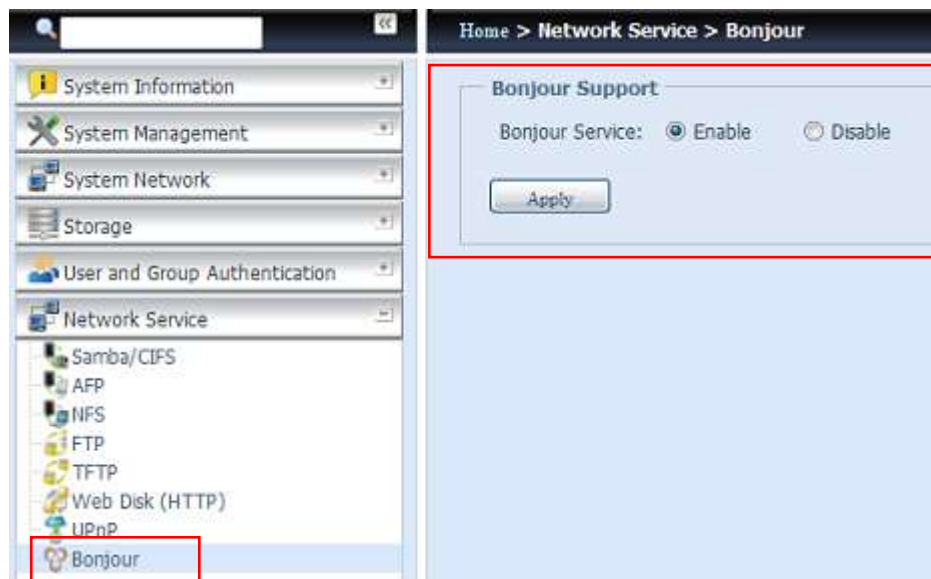 Home > Network Service > Bonjour
System Information
System Management
System Network
Storage
User and Group Authentication
Network Service
Samba/CIFS
AFP
NFS
FTP
TFTP
Web Disk (HTTP)
UPnP
Bonjour
Bonjour Support
Bonjour Service: Enable Disable
Apply